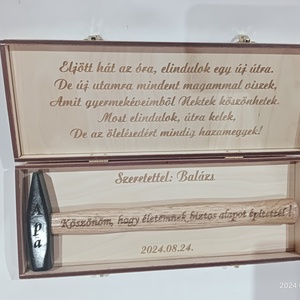 Eljött hát az óra, elindulok egy új útra.
De új utamra mindent magammal viszek,
Amit gyermekéveimből Nektek köszönhetek.
Most elindulok, útra kelek,
De az ölelésedért mindig hazamegyek!
Szeretettel: Balázs
Apa
Köszönöm, hogy életemnek biztos alapot építettél!
2024.08.24.
2024